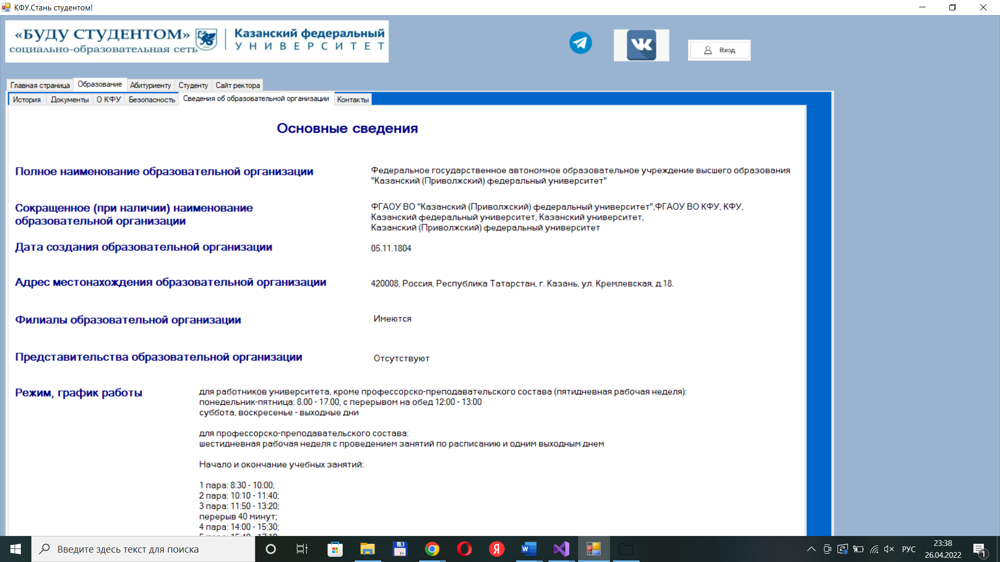 КФУ.Стань студентом!
«БУДУ СТУДЕНТОМ»
социально-образовательная сеть
Казанский федеральный
УНИВЕРСИТЕТ
Вход
Главная страница Образование Абитуриенту Студенту Сайт ректора
История Документы О КФУ Безопасность Сведения об образовательной организации Контакты
Основные сведения
Полное наименование образовательной организации
Федеральное государственное автономное образовательное учреждение высшего образования
"Казанский (Приволжский) федеральный университет"
Сокращенное (при наличии) наименование
образовательной организации
ФГАОУ ВО "Казанский (Приволжский) федеральный университет",ФГАОУ ВО КФУ, КФУ,
Казанский федеральный университет, Казанский университет,
Казанский (Приволжский) федеральный университет
Дата создания образовательной организации
05.11.1804
Адрес местонахождения образовательной организации
420008, Россия, Республика Татарстан, г. Казань, ул. Кремлевская, д.18.
Филиалы образовательной организации
Имеются
Представительства образовательной организации
Отсутствуют
Режим, график работы
для работников университета, кроме профессорско-преподавательского состава (пятидневная рабочая неделя):
понедельник-пятница: 8.00 - 17.00, с перерывом на обед 12:00 - 13:00
суббота, воскресенье - выходные дни
для профессорско-преподавательского состава:
шестидневная рабочая неделя с проведением занятий по расписанию и одним выходным днем
Начало и окончание учебных занятий:
1 пара: 8:30 - 10:00;
2 пара: 10:10 - 11:40;
3 пара: 11:50 - 13:20;
перерыв 40 минут;
4 пара: 14:00 - 15:30;
Введите здесь текст для поиска
РУС
23:38
26.04.2022
1